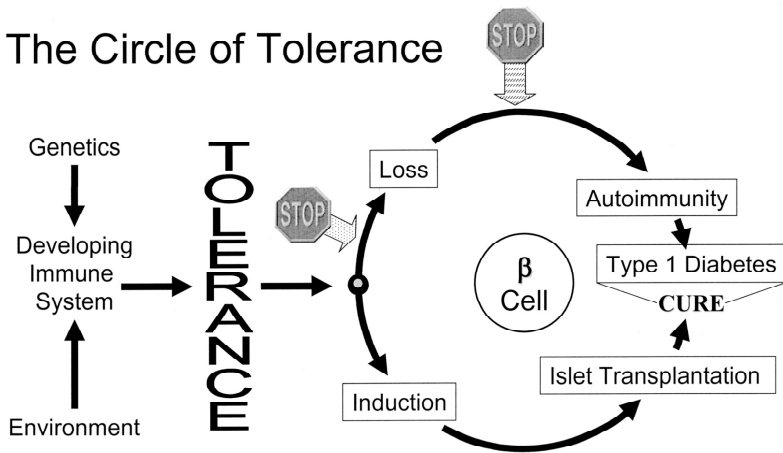 The Circle of Tolerance
STOP
Genetics
TOLERANCE
Loss
STOP
Autoimmunity
Developing
Immune
System
β
Cell
Type 1 Diabetes
CURE
Islet Transplantation
Induction
Environment